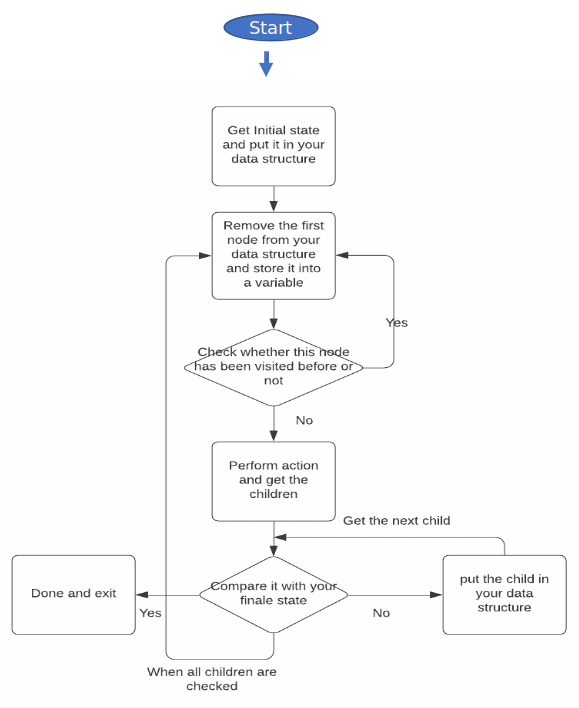 Start
Get Initial state
and put it in your
data structure
Remove the first
node from your
data structure
and store it into
a variable
Yes
Check whether this node
has been visited before or
not
No
Perform action
and get the
children
Get the next child
Done and exit
Compare it with your
finale state
put the child in
your data
structure
Yes
No
When all children are
checked